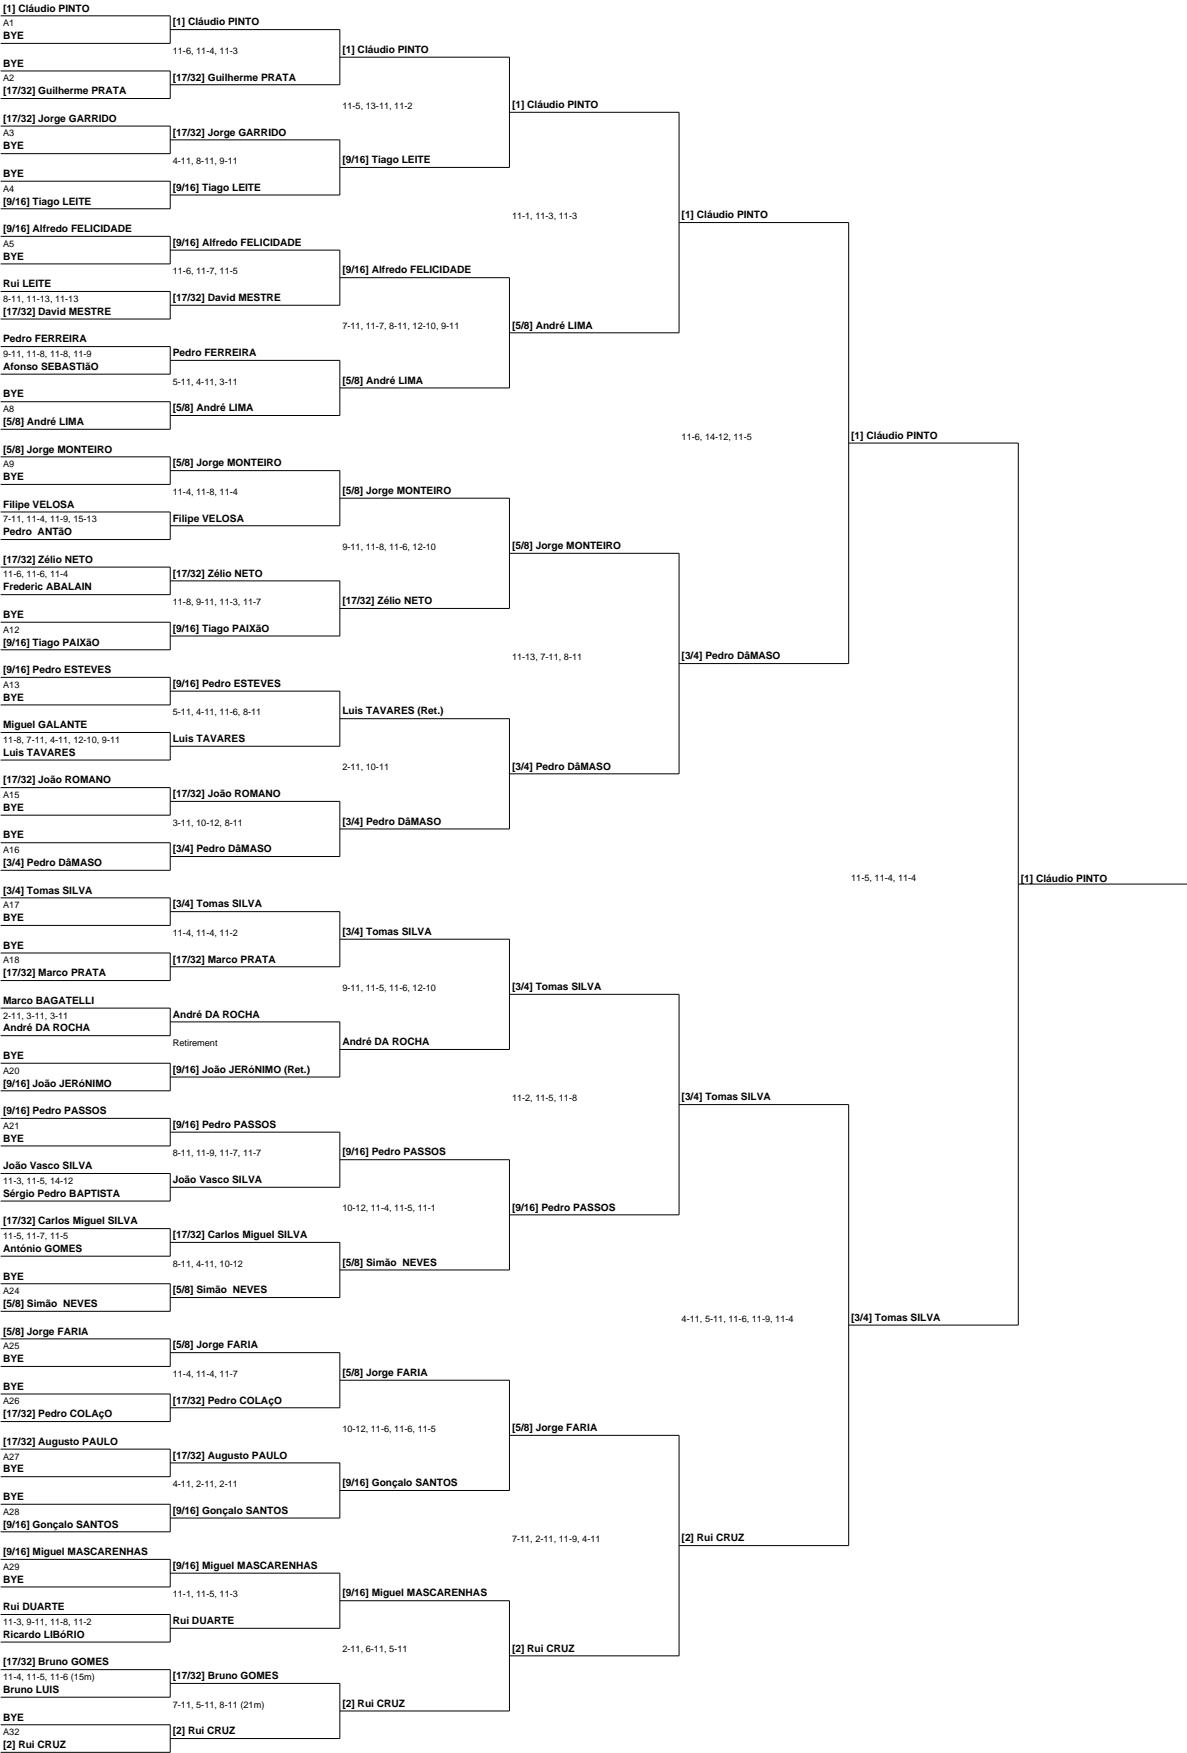 [1] Cláudio PINTO
A1
BYE
BYE
A2
[17/32] Guilherme PRATA
[17/32] Jorge GARRIDO
A3
BYE
BYE
A4
[9/16] Tiago LEITE
[9/16] Alfredo FELICIDADE
A5
BYE
Rui LEITE
8-11, 11-13, 11-13
[17/32] David MESTRE
Pedro FERREIRA
9-11, 11-8, 11-8, 11-9
Afonso SEBASTIãO
BYE
A8
[5/8] André LIMA
[5/8] Jorge MONTEIRO
A9
BYE
Filipe VELOSA
7-11, 11-4, 11-9, 15-13
Pedro  ANTãO
[17/32] Zélio NETO
11-6, 11-6, 11-4
Frederic ABALAIN
BYE
A12
[9/16] Tiago PAIXãO
[9/16] Pedro ESTEVES
A13
BYE
Miguel GALANTE
11-8, 7-11, 4-11, 12-10, 9-11
Luis TAVARES
[17/32] João ROMANO
A15
BYE
BYE
A16
[3/4] Pedro DâMASO
[3/4] Tomas SILVA
A17
BYE
BYE
A18
[17/32] Marco PRATA
Marco BAGATELLI
2-11, 3-11, 3-11
André DA ROCHA
BYE
A20
[9/16] João JERóNIMO
[9/16] Pedro PASSOS
A21
BYE
João Vasco SILVA
11-3, 11-5, 14-12
Sérgio Pedro BAPTISTA
[17/32] Carlos Miguel SILVA
11-5, 11-7, 11-5
António GOMES
BYE
A24
[5/8] Simão  NEVES
[5/8] Jorge FARIA
A25
BYE
BYE
A26
[17/32] Pedro COLAçO
[17/32] Augusto PAULO
A27
BYE
BYE
A28
[9/16] Gonçalo SANTOS
[9/16] Miguel MASCARENHAS
A29
BYE
Rui DUARTE
11-3, 9-11, 11-8, 11-2
Ricardo LIBóRIO
[17/32] Bruno GOMES
11-4, 11-5, 11-6 (15m)
Bruno LUIS
BYE
A32
[2] Rui CRUZ
[1] Cláudio PINTO
11-6, 11-4, 11-3
[17/32] Guilherme PRATA
[17/32] Jorge GARRIDO
4-11, 8-11, 9-11
[9/16] Tiago LEITE
[9/16] Alfredo FELICIDADE
11-6, 11-7, 11-5
[17/32] David MESTRE
Pedro FERREIRA
5-11, 4-11, 3-11
[5/8] André LIMA
[5/8] Jorge MONTEIRO
11-4, 11-8, 11-4
Filipe VELOSA
[17/32] Zélio NETO
11-8, 9-11, 11-3, 11-7
[9/16] Tiago PAIXãO
[9/16] Pedro ESTEVES
5-11, 4-11, 11-6, 8-11
Luis TAVARES
[17/32] João ROMANO
3-11, 10-12, 8-11
[3/4] Pedro DâMASO
[3/4] Tomas SILVA
11-4, 11-4, 11-2
[17/32] Marco PRATA
André DA ROCHA
Retirement
[9/16] João JERóNIMO (Ret.)
[9/16] Pedro PASSOS
8-11, 11-9, 11-7, 11-7
João Vasco SILVA
[17/32] Carlos Miguel SILVA
8-11, 4-11, 10-12
[5/8] Simão  NEVES
[5/8] Jorge FARIA
11-4, 11-4, 11-7
[17/32] Pedro COLAçO
[17/32] Augusto PAULO
4-11, 2-11, 2-11
[9/16] Gonçalo SANTOS
[9/16] Miguel MASCARENHAS
11-1, 11-5, 11-3
Rui DUARTE
[17/32] Bruno GOMES
7-11, 5-11, 8-11 (21m)
[2] Rui CRUZ
[1] Cláudio PINTO
11-5, 13-11, 11-2
[9/16] Tiago LEITE
[9/16] Alfredo FELICIDADE
7-11, 11-7, 8-11, 12-10, 9-11
[5/8] André LIMA
[5/8] Jorge MONTEIRO
9-11, 11-8, 11-6, 12-10
[17/32] Zélio NETO
Luis TAVARES (Ret.)
2-11, 10-11
[3/4] Pedro DâMASO
[3/4] Tomas SILVA
9-11, 11-5, 11-6, 12-10
André DA ROCHA
[9/16] Pedro PASSOS
10-12, 11-4, 11-5, 11-1
[5/8] Simão  NEVES
[5/8] Jorge FARIA
10-12, 11-6, 11-6, 11-5
[9/16] Gonçalo SANTOS
[9/16] Miguel MASCARENHAS
2-11, 6-11, 5-11
[2] Rui CRUZ
[1] Cláudio PINTO
11-1, 11-3, 11-3
[5/8] André LIMA
[5/8] Jorge MONTEIRO
11-13, 7-11, 8-11
[3/4] Pedro DâMASO
[3/4] Tomas SILVA
11-2, 11-5, 11-8
[9/16] Pedro PASSOS
[5/8] Jorge FARIA
7-11, 2-11, 11-9, 4-11
[2] Rui CRUZ
[1] Cláudio PINTO
11-6, 14-12, 11-5
[3/4] Pedro DâMASO
[3/4] Tomas SILVA
4-11, 5-11, 11-6, 11-9, 11-4
[2] Rui CRUZ
[1] Cláudio PINTO
11-5, 11-4, 11-4
[3/4] Tomas SILVA
[1] Cláudio PINTO